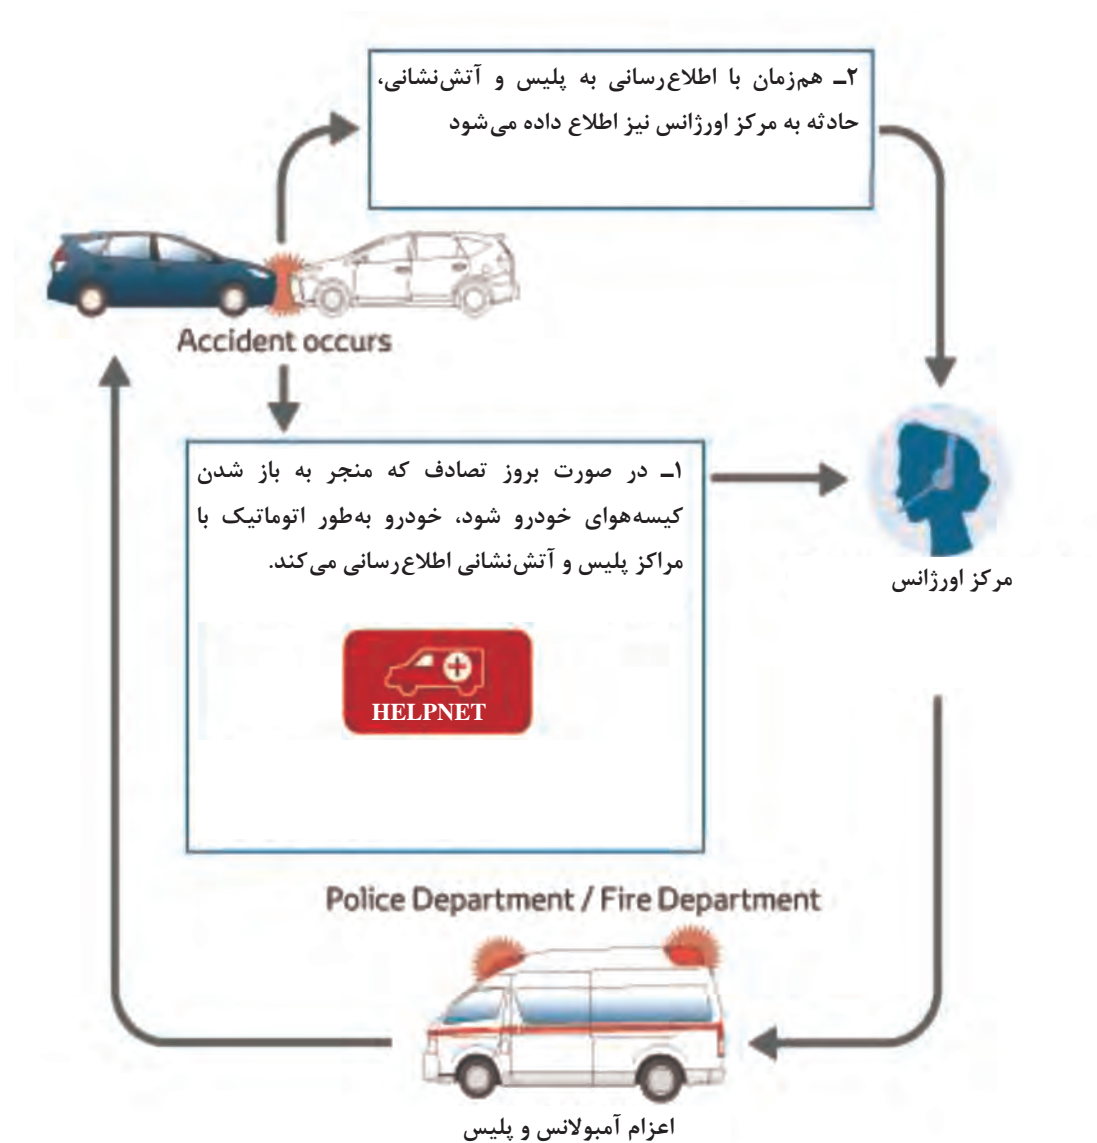 ۲ـ هم‌زمان با اطلاع‌رسانی به پلیس و آتش‌نشانی،
حادثه به مرکز اورژانس نیز اطلاع داده می‌شود
Accident occurs
۱ـ در صورت بروز تصادف که منجر به باز شدن
کیسه‌هوای خودرو شود، خودرو به‌طور اتوماتیک با
مراکز پلیس و آتش‌نشانی اطلاع‌رسانی می‌کند.
HELPNET
مرکز اورژانس
Police Department / Fire Department
اعزام آمبولانس و پلیس